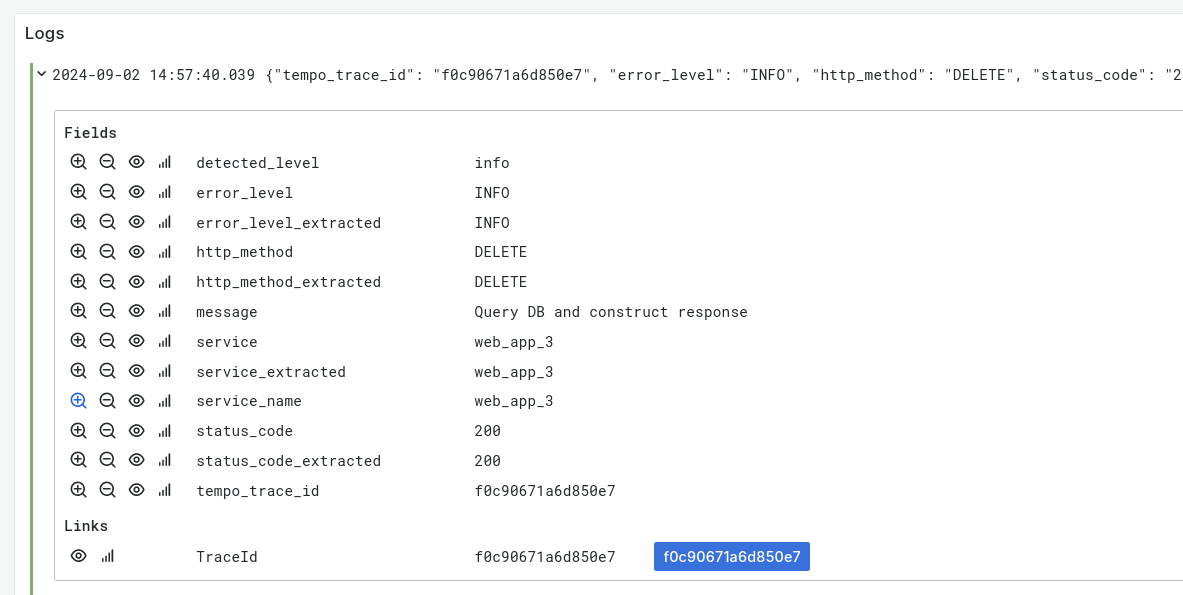 Logs
2024-09-02 14:57:40.039 {"tempo_trace_id": "f0c90671a6d850e7", "error_level": "INFO", "http_method": "DELETE", "status_code": "2
Fields
detected_level info
error_level INFO
error_level_extracted INFO
http_method DELETE
http_method_extracted DELETE
message Query DB and construct response
service web_app_3
service_extracted web_app_3
service_name web_app_3
status_code 200
status_code_extracted 200
tempo_trace_id f0c90671a6d850e7
Links
TraceId f0c90671a6d850e7 f0c90671a6d850e7